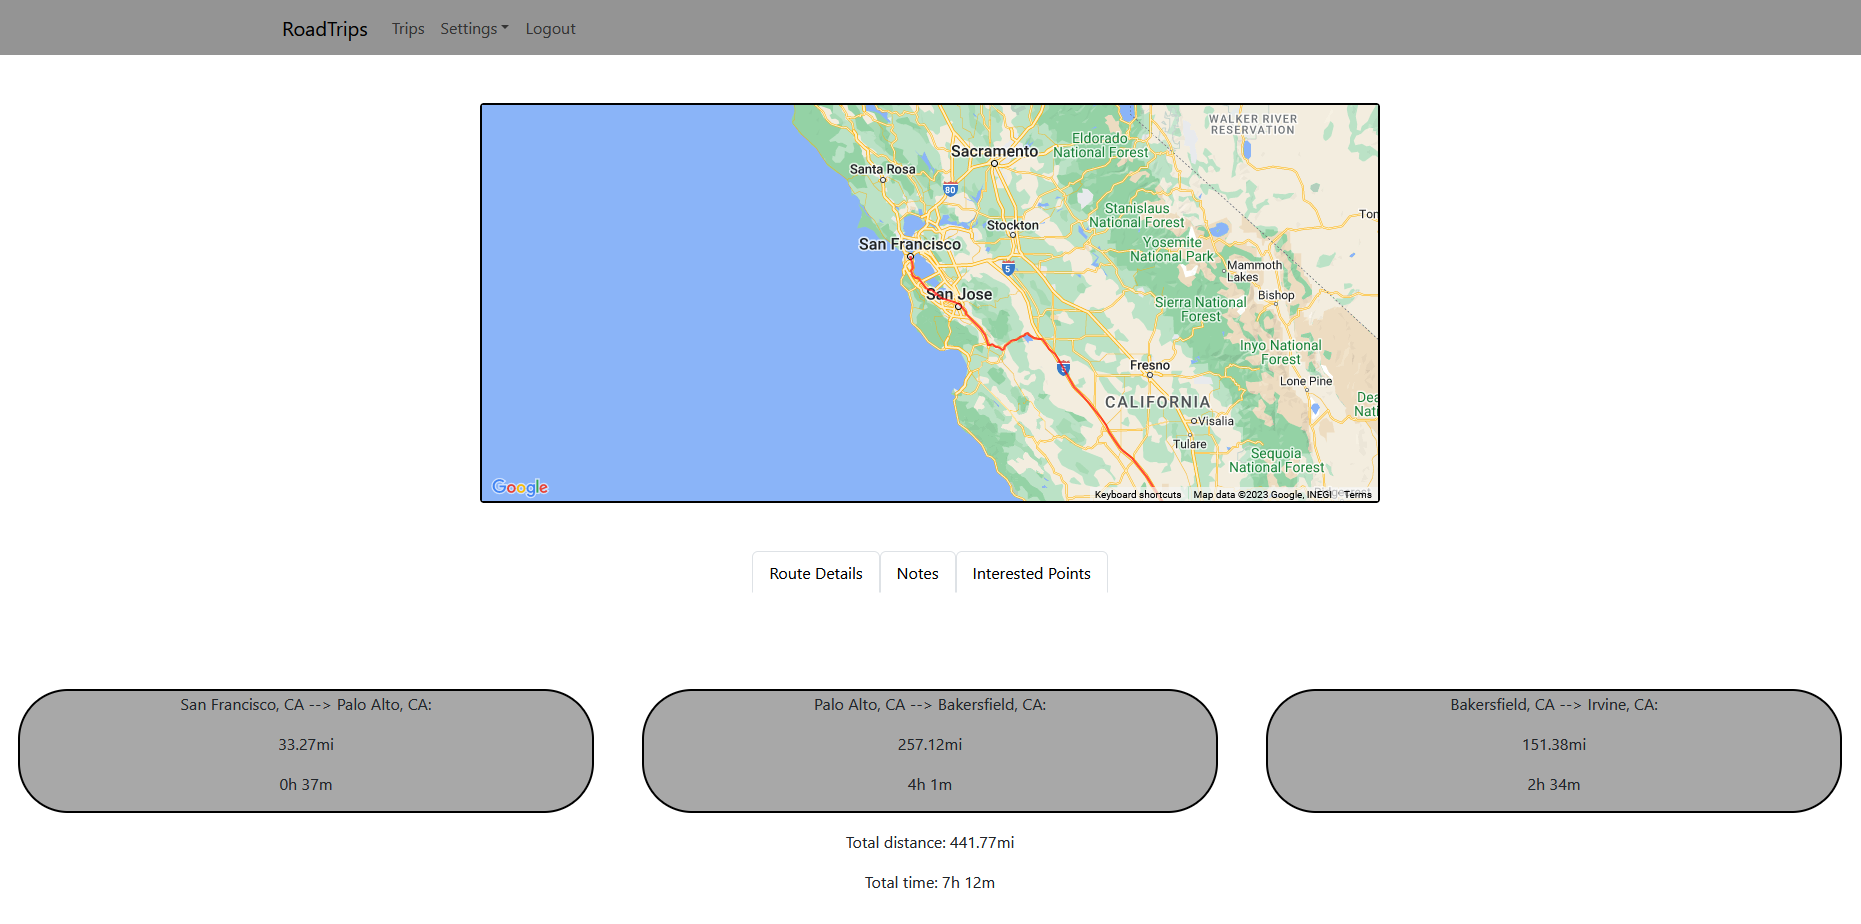 RoadTrips Trips Settings Logout
WALKER RIVER
RESERVATION
Eldorado
National Forest
Sacramento
Santa Rosa
80
Stanislaus
National Forest
Stockton
San Francisco
Yosemite
National Park
5
Mammoth
Lakes
San Jose
Bishop
Sierra National
Forest
Inyo National
Forest
Fresno
5
Lone Pine
CALIFORNIA
Visalia
Tulare
Sequoia
National Forest
Google
Keyboard shortcuts Map data ©2023 Google, INEGI Terms
Route Details Notes Interested Points
San Francisco, CA --> Palo Alto, CA:
33.27mi
0h 37m
Palo Alto, CA --> Bakersfield, CA:
257.12mi
4h 1m
Bakersfield, CA --> Irvine, CA:
151.38mi
2h 34m
Total distance: 441.77mi
Total time: 7h 12m